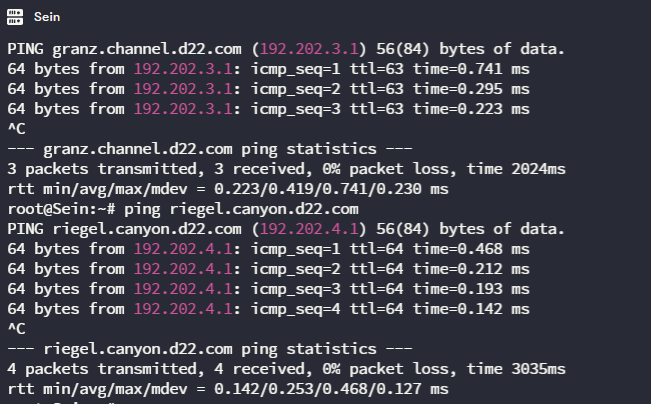 Sein
PING granz.channel.d22.com (192.202.3.1) 56(84) bytes of data.
64 bytes from 192.202.3.1: icmp_seq=1 ttl=63 time=0.741 ms
64 bytes from 192.202.3.1: icmp_seq=2 ttl=63 time=0.295 ms
64 bytes from 192.202.3.1: icmp_seq=3 ttl=63 time=0.223 ms
^C
--- granz.channel.d22.com ping statistics ---
3 packets transmitted, 3 received, 0% packet loss, time 2024ms
rtt min/avg/max/mdev = 0.223/0.419/0.741/0.230 ms
root@Sein:~# ping riegel.canyon.d22.com
PING riegel.canyon.d22.com (192.202.4.1) 56(84) bytes of data.
64 bytes from 192.202.4.1: icmp_seq=1 ttl=64 time=0.468 ms
64 bytes from 192.202.4.1: icmp_seq=2 ttl=64 time=0.212 ms
64 bytes from 192.202.4.1: icmp_seq=3 ttl=64 time=0.193 ms
64 bytes from 192.202.4.1: icmp_seq=4 ttl=64 time=0.142 ms
^C
--- riegel.canyon.d22.com ping statistics ---
4 packets transmitted, 4 received, 0% packet loss, time 3035ms
rtt min/avg/max/mdev = 0.142/0.253/0.468/0.127 ms